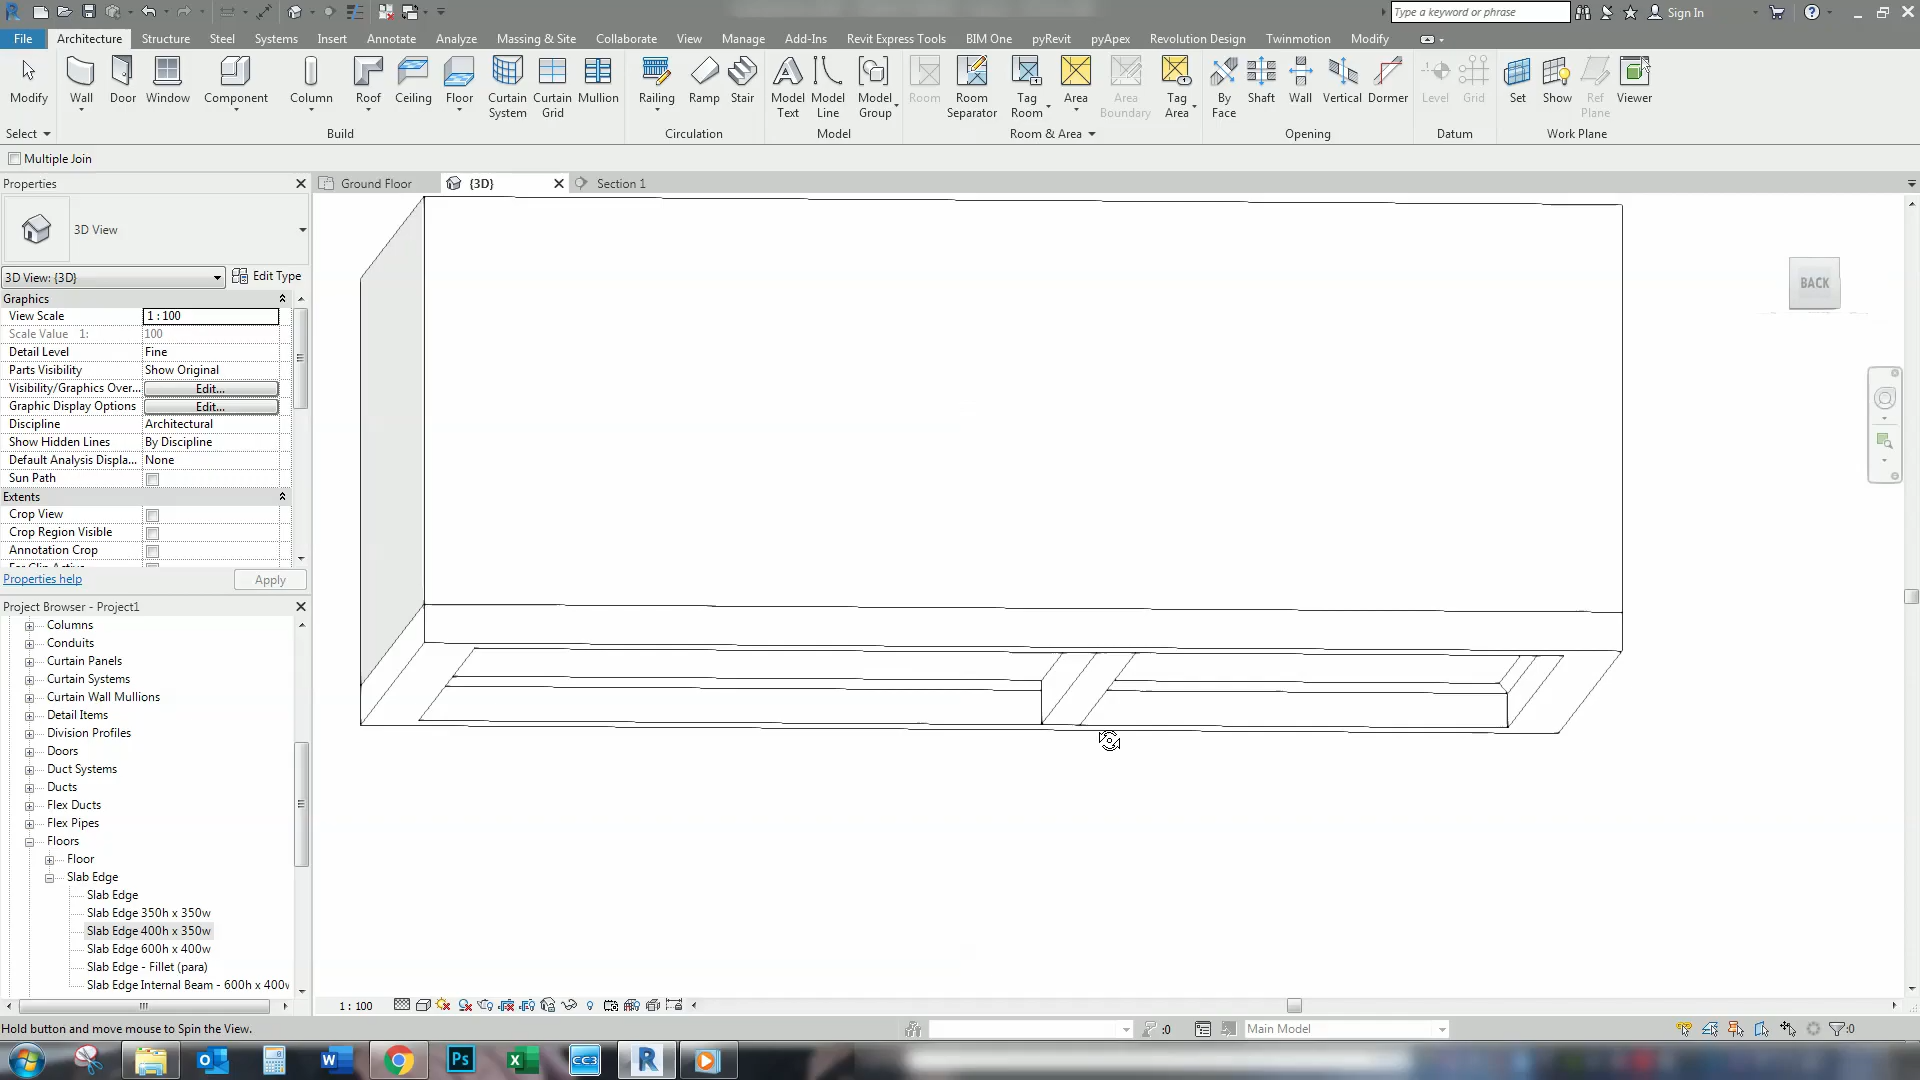 Type a keyword or phrase
Sign In
File Architecture Structure Steel Systems Insert Annotate Analyze Massing & Site Collaborate View Manage Add-Ins Revit Express Tools BIM One pyRevit pyApex Revolution Design Twinmotion Modify
Modify Wall Door Window Component Column Roof Ceiling Floor Curtain System Curtain Grid Mullion Railing Ramp Stair Model Text Model Line Model Group Room Room Separator Tag Room Area Area Boundary Tag Area By Face Shaft Wall Vertical Dormer Level Grid Set Show Ref Plane Viewer
Select Build Circulation Model Room & Area Opening Datum Work Plane
Multiple Join
Properties
Ground Floor {3D} Section 1
3D View
3D View: {3D} Edit Type
Graphics
View Scale 1 : 100
Scale Value 1: 100
Detail Level Fine
Parts Visibility Show Original
Visibility/Graphics Over... Edit...
Graphic Display Options Edit...
Discipline Architectural
Show Hidden Lines By Discipline
Default Analysis Displa... None
Sun Path
Extents
Crop View
Crop Region Visible
Annotation Crop
Properties help Apply
BACK
Project Browser - Project1
Columns
Conduits
Curtain Panels
Curtain Systems
Curtain Wall Mullions
Detail Items
Division Profiles
Doors
Duct Systems
Ducts
Flex Ducts
Flex Pipes
Floors
Floor
Slab Edge
Slab Edge
Slab Edge 350h x 350w
Slab Edge 400h x 350w
Slab Edge 600h x 400w
Slab Edge - Fillet (para)
Slab Edge Internal Beam - 600h x 400w
1 : 100
Hold button and move mouse to Spin the View.
:0 Main Model :0
W Ps X CC3 R